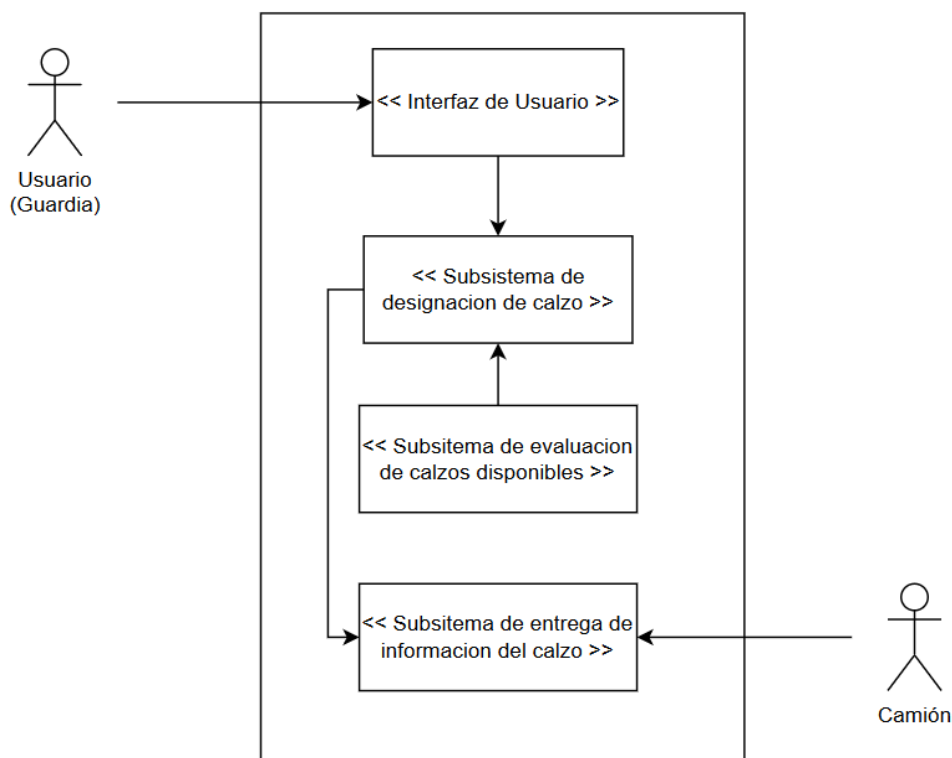 << Interfaz de Usuario >>
Usuario
(Guardia)
<< Subsistema de
designacion de calzo >>
<< Subsitema de evaluacion
de calzos disponibles >>
<< Subsitema de entrega de
informacion del calzo >>
Camión